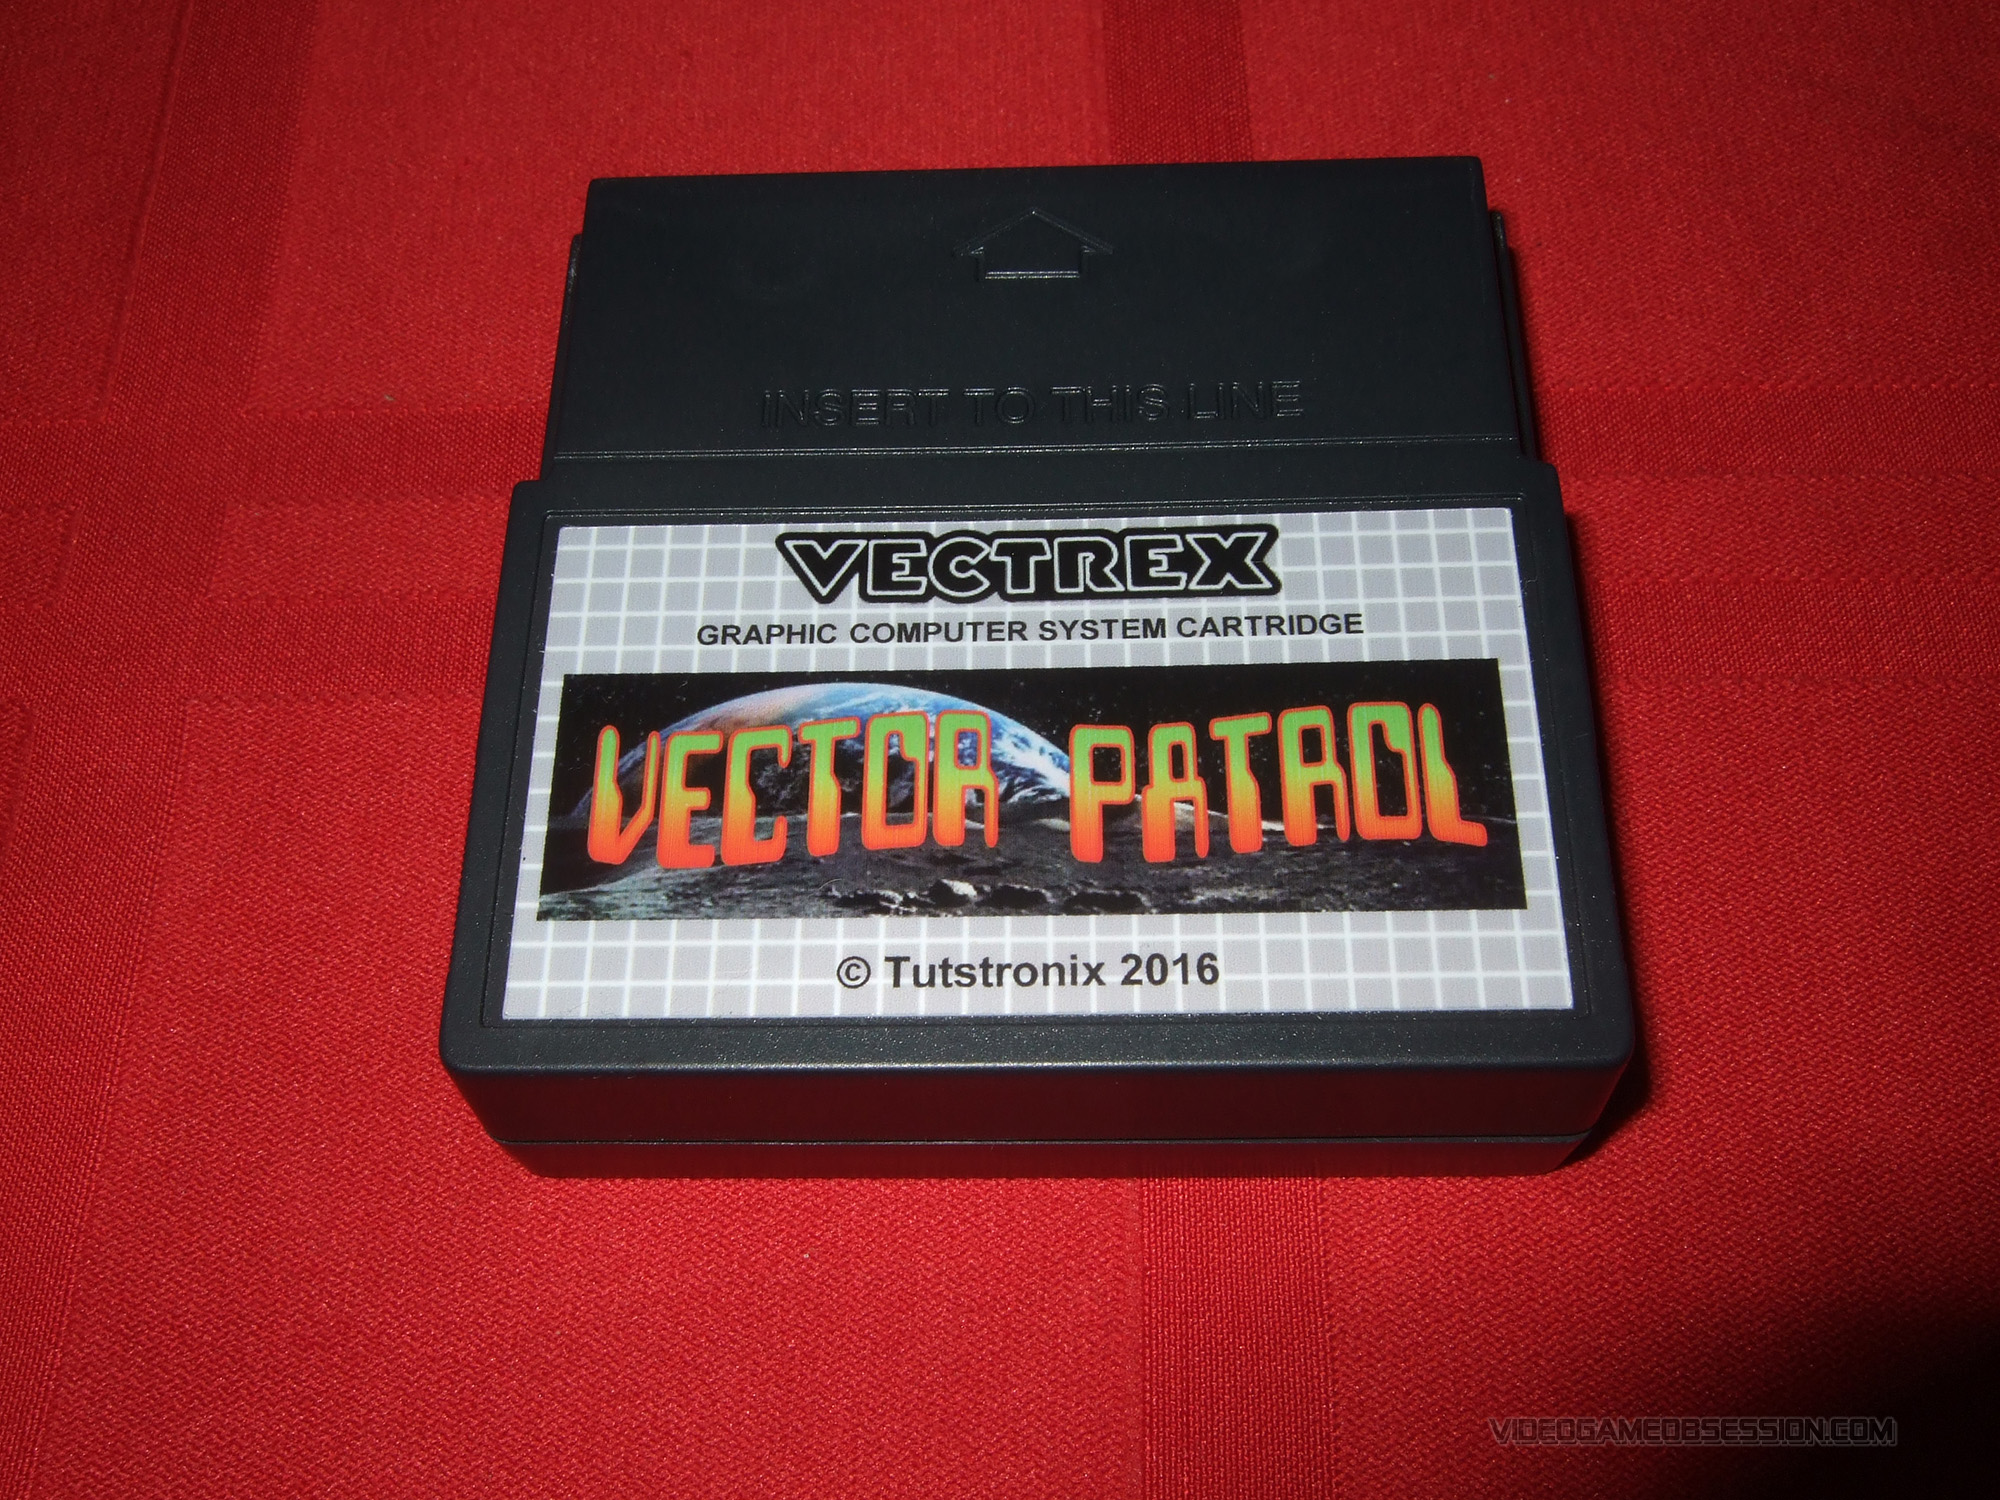 INSERT TO THIS LINE
VECTREX
GRAPHIC COMPUTER SYSTEM CARTRIDGE
VECTOR PATROL
© Tutstronix 2016
VIDEOGAMEOBSESSION.COM